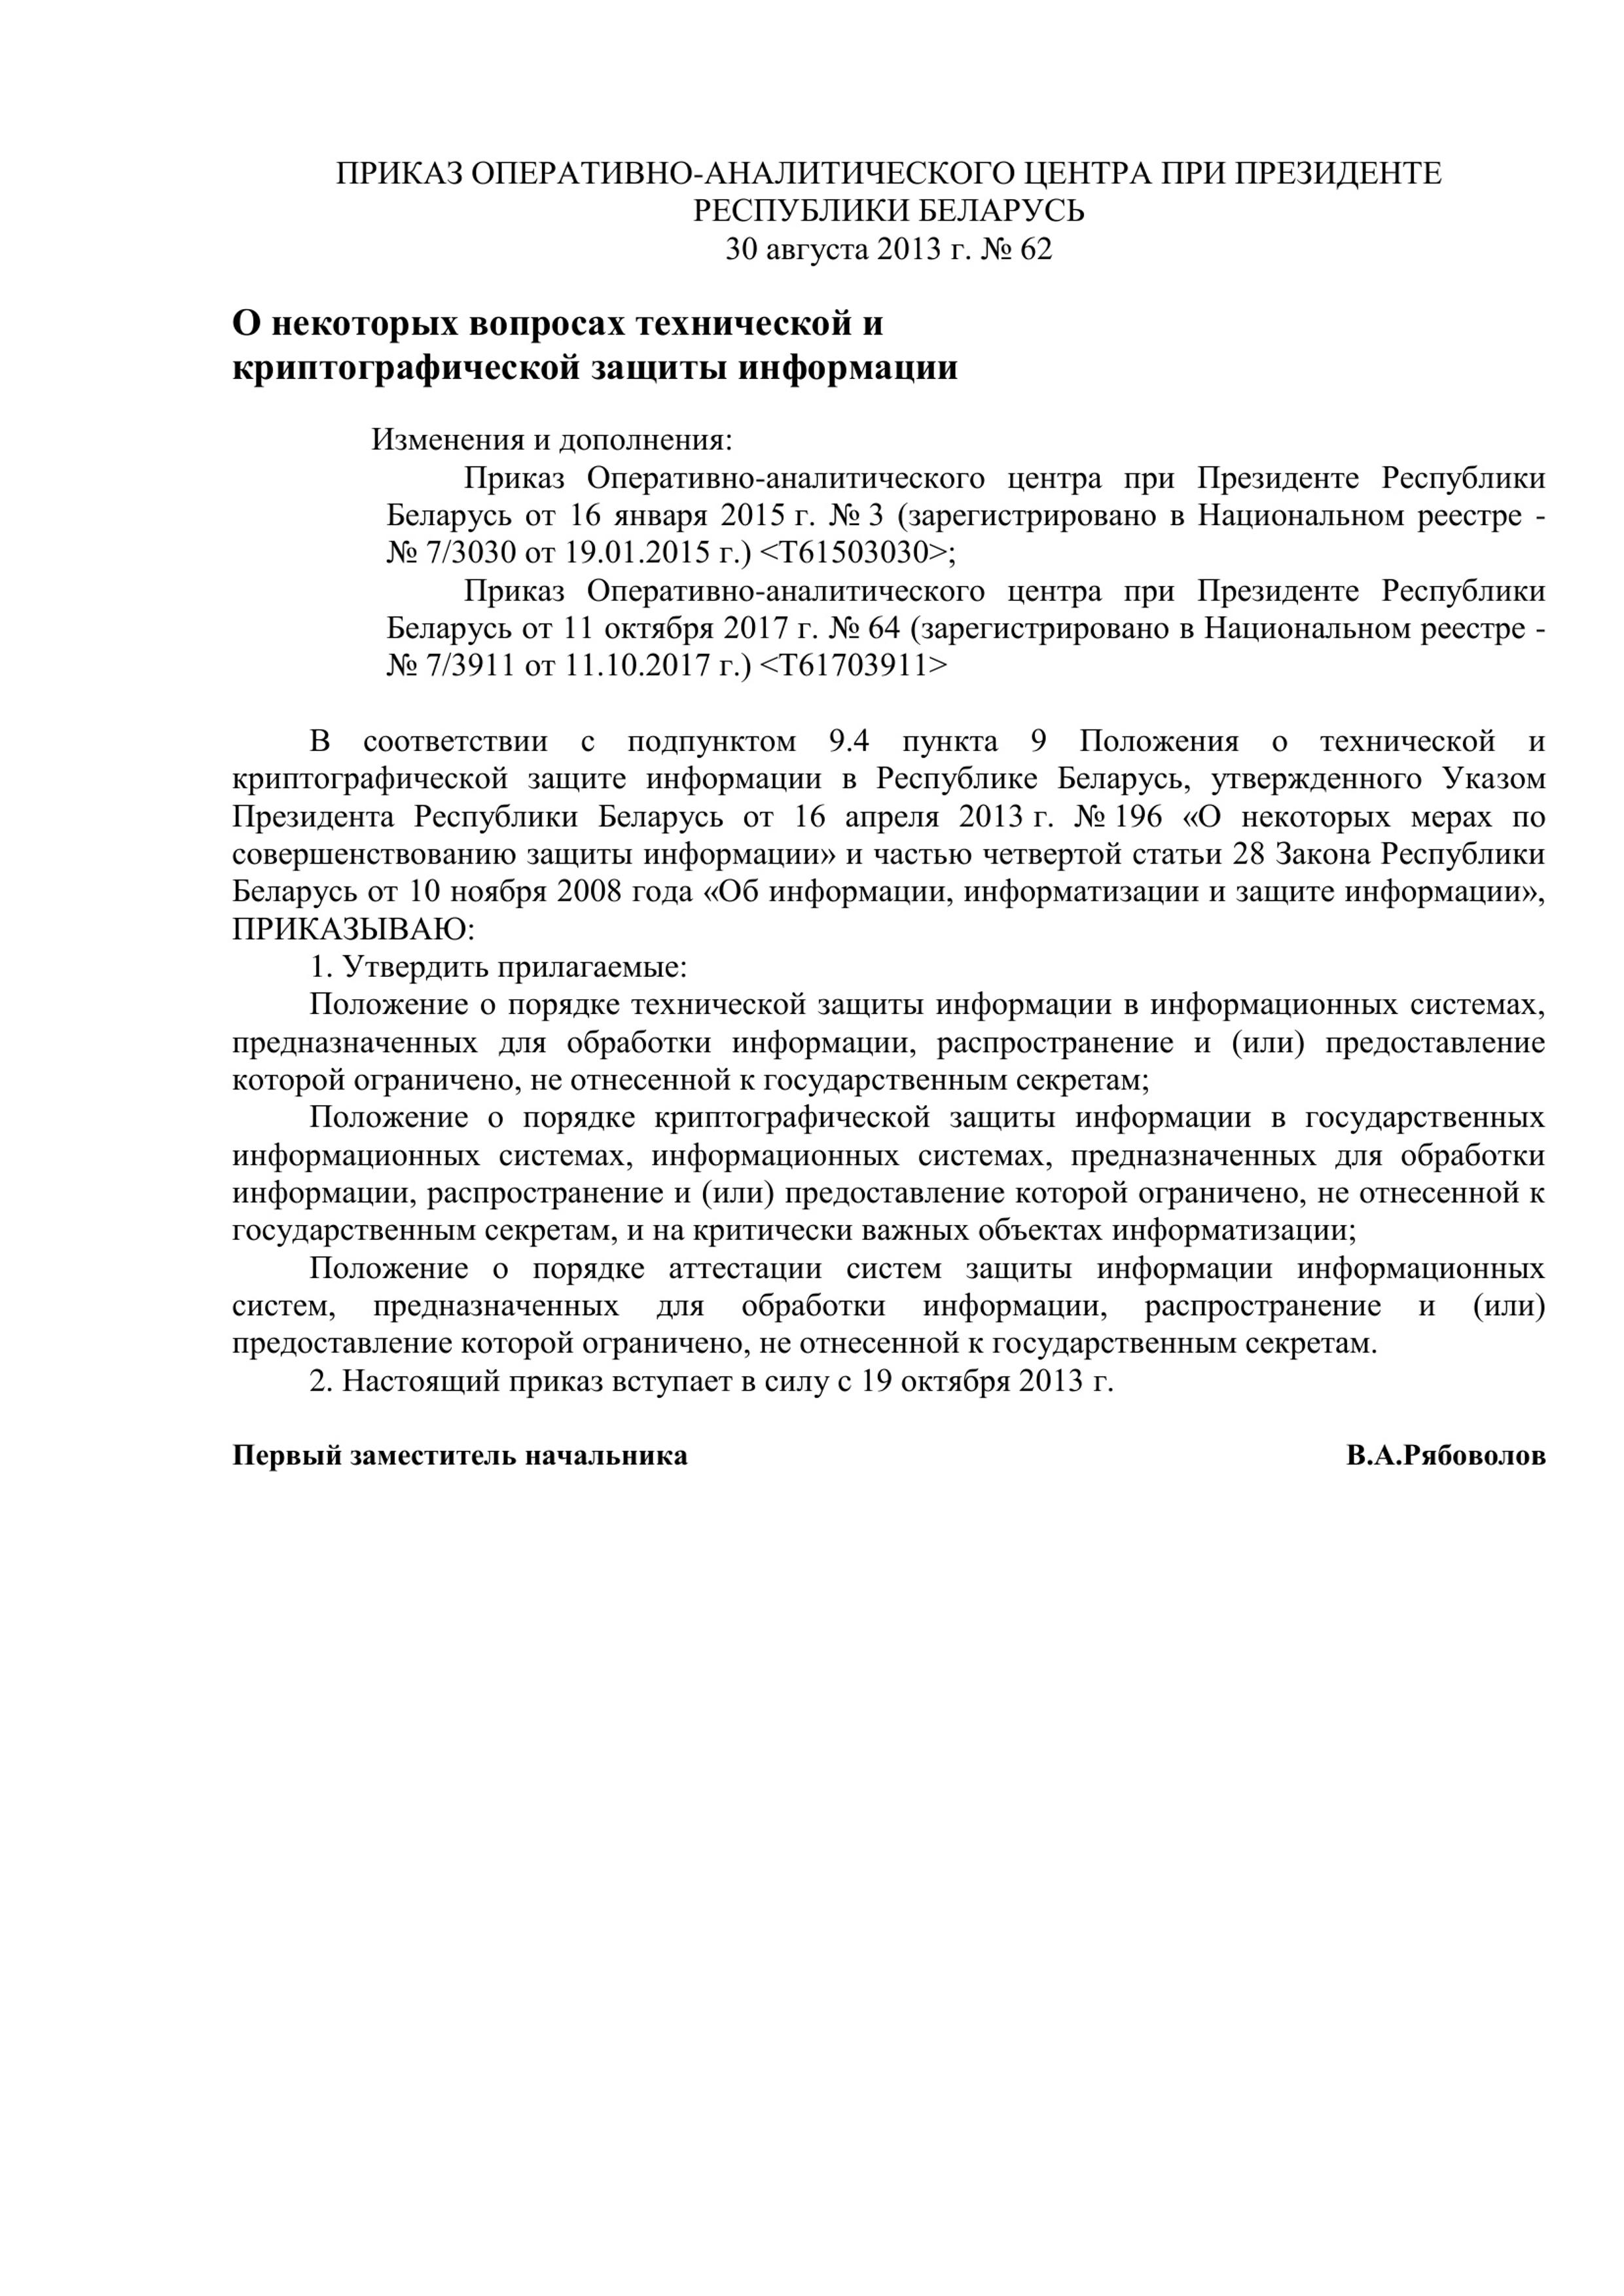 ПРИКАЗ ОПЕРАТИВНО-АНАЛИТИЧЕСКОГО ЦЕНТРА ПРИ ПРЕЗИДЕНТЕ
РЕСПУБЛИКИ БЕЛАРУСЬ
30 августа 2013 г. № 62
О некоторых вопросах технической и
криптографической защиты информации
Изменения и дополнения:
Приказ Оперативно-аналитического центра при Президенте Республики
Беларусь от 16 января 2015 г. № 3 (зарегистрировано в Национальном реестре -
№ 7/3030 от 19.01.2015 г.) <T61503030>;
Приказ Оперативно-аналитического центра при Президенте Республики
Беларусь от 11 октября 2017 г. № 64 (зарегистрировано в Национальном реестре -
№ 7/3911 от 11.10.2017 г.) <T61703911>
В соответствии с подпунктом 9.4 пункта 9 Положения о технической и
криптографической защите информации в Республике Беларусь, утвержденного Указом
Президента Республики Беларусь от 16 апреля 2013 г. № 196 «О некоторых мерах по
совершенствованию защиты информации» и частью четвертой статьи 28 Закона Республики
Беларусь от 10 ноября 2008 года «Об информации, информатизации и защите информации»,
ПРИКАЗЫВАЮ:
1. Утвердить прилагаемые:
Положение о порядке технической защиты информации в информационных системах,
предназначенных для обработки информации, распространение и (или) предоставление
которой ограничено, не отнесенной к государственным секретам;
Положение о порядке криптографической защиты информации в государственных
информационных системах, информационных системах, предназначенных для обработки
информации, распространение и (или) предоставление которой ограничено, не отнесенной к
государственным секретам, и на критически важных объектах информатизации;
Положение о порядке аттестации систем защиты информации информационных
систем, предназначенных для обработки информации, распространение и (или)
предоставление которой ограничено, не отнесенной к государственным секретам.
2. Настоящий приказ вступает в силу с 19 октября 2013 г.
Первый заместитель начальника В.А.Рябоволов